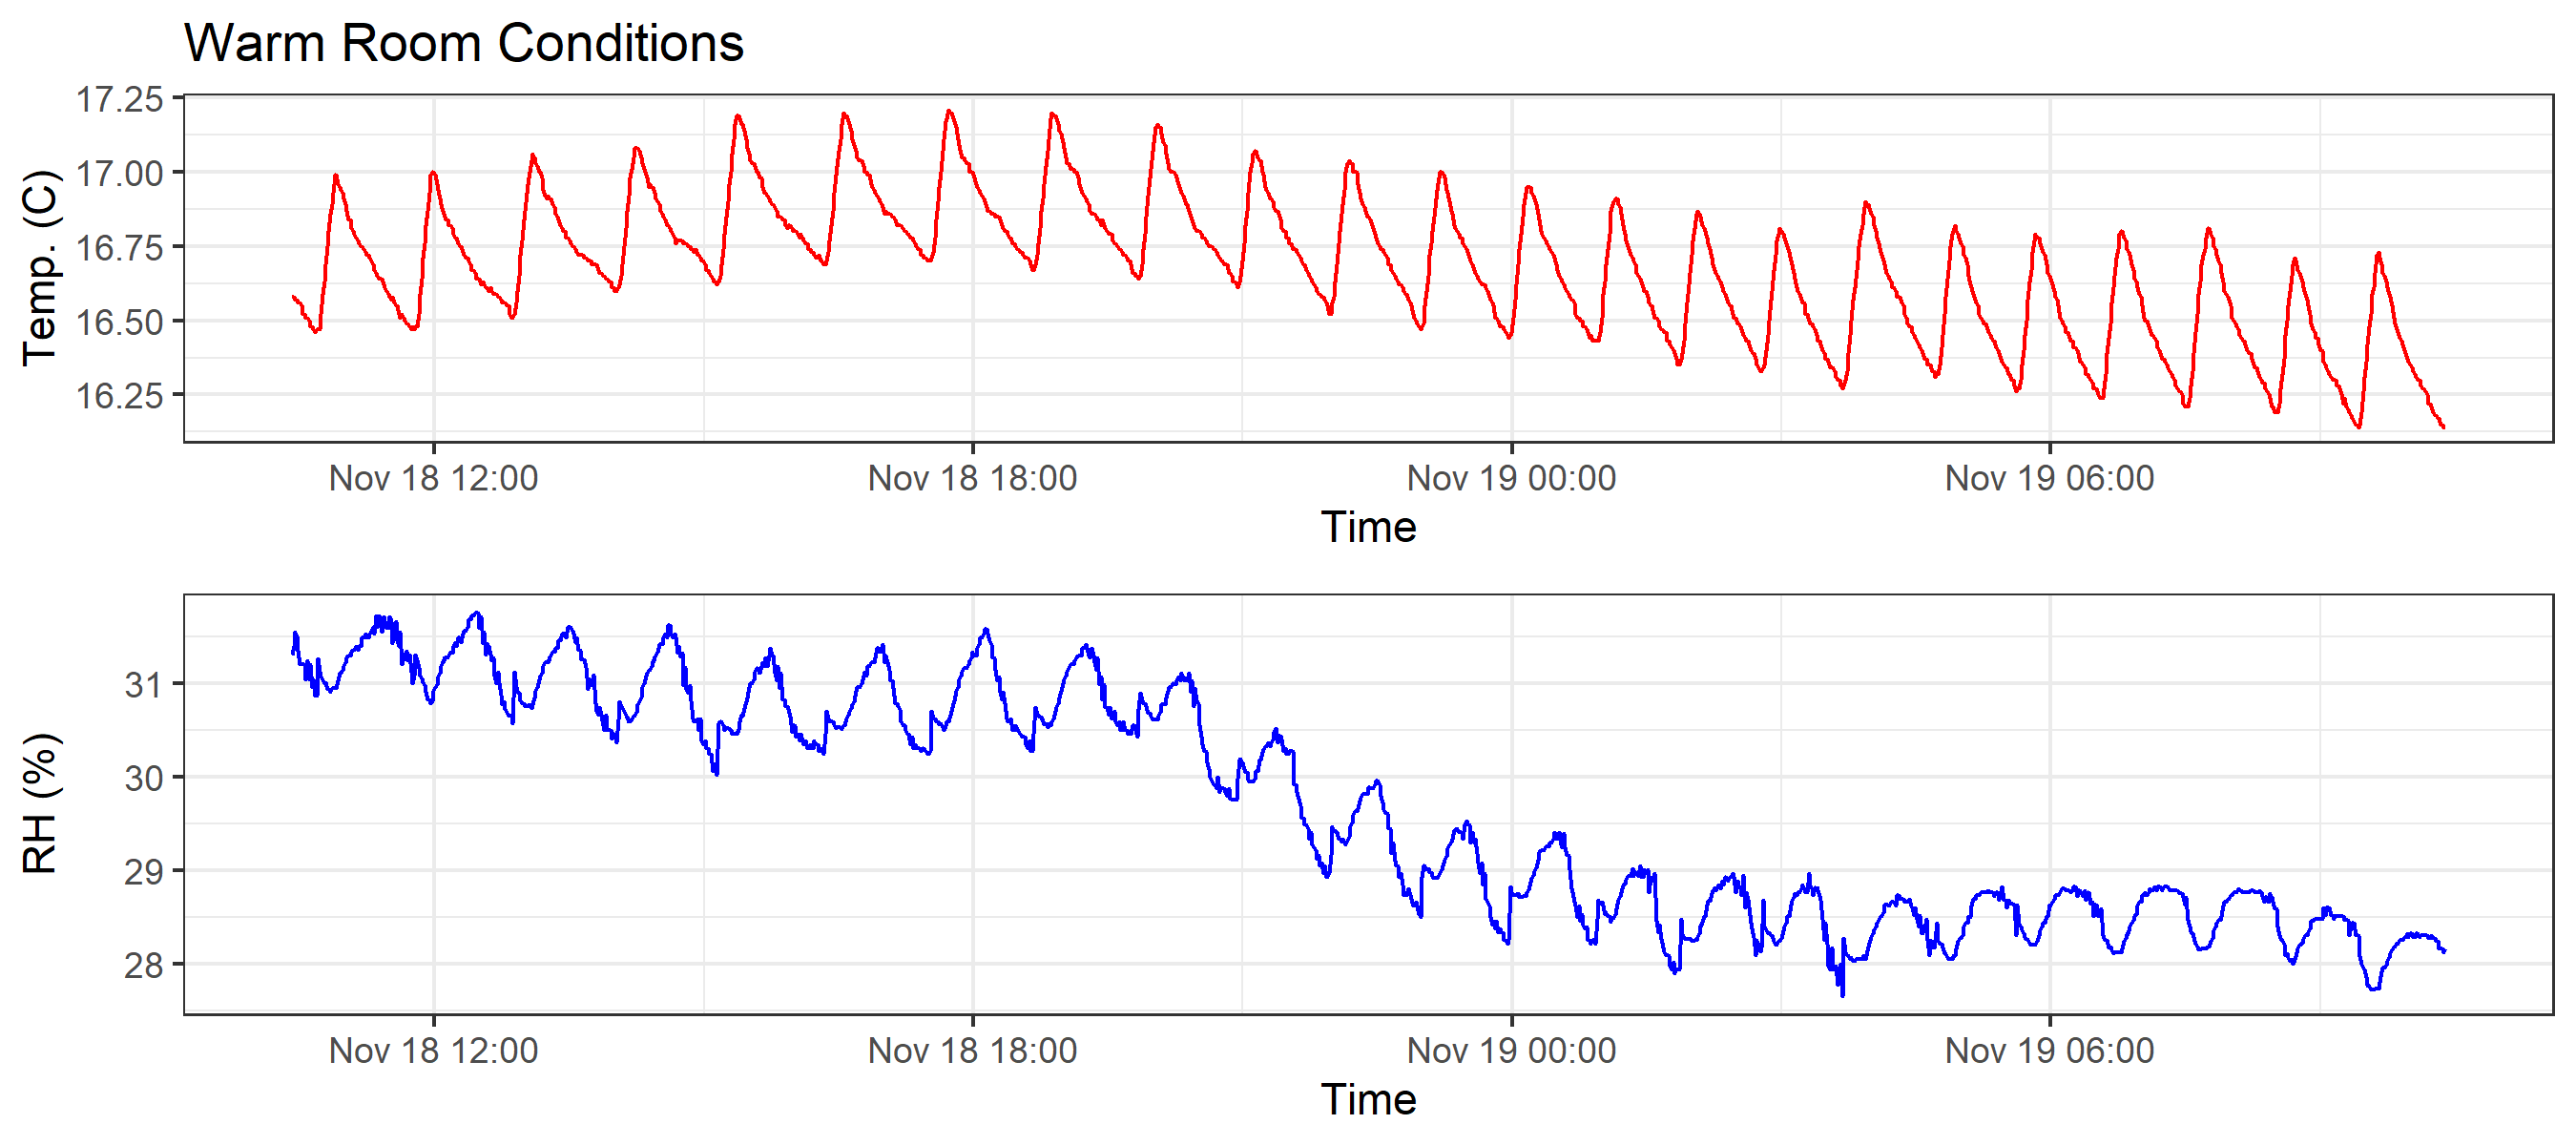 Warm Room Conditions
Temp. (C)
17.25
17.00
16.75
16.50
16.25
Nov 18 12:00 Nov 18 18:00 Nov 19 00:00 Nov 19 06:00
Time
RH (%)
31
30
29
28
Nov 18 12:00 Nov 18 18:00 Nov 19 00:00 Nov 19 06:00
Time